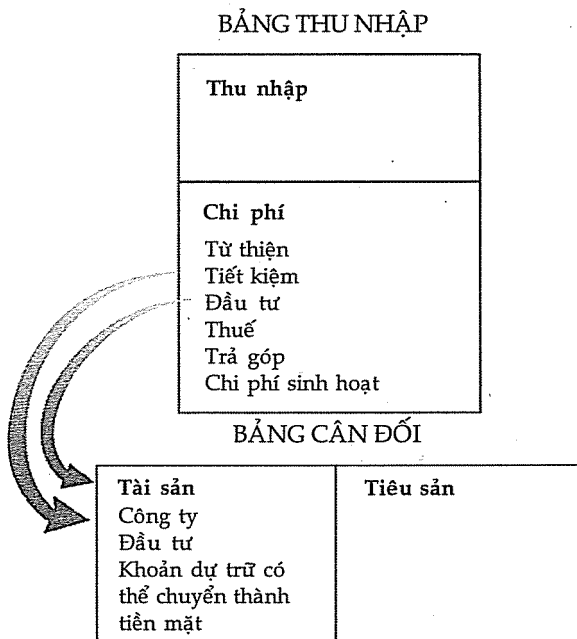 BẢNG THU NHẬP
Thu nhập
Chi phí
Từ thiện
Tiết kiệm
Đầu tư
Thuế
Trả góp
Chi phí sinh hoạt
BẢNG CÂN ĐỐI
Tài sản
Công ty
Đầu tư
Khoản dự trữ có
thể chuyển thành
tiền mặt
Tiêu sản